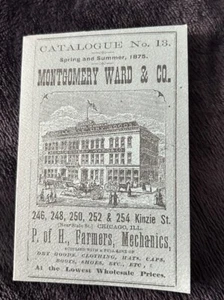 CATALOGUE No. 13.
Spring and Summer, 1875.
MONTGOMERY WARD & CO.
246, 248, 250, 252 & 254 Kinzie St.
CHICAGO, ILL.
P. of H., Farmers, Mechanics,
DRY GOODS, CLOTHING, HATS, CAPS,
BOOTS, SHOES, ETC., ETC.,
At the Lowest Wholesale Prices.